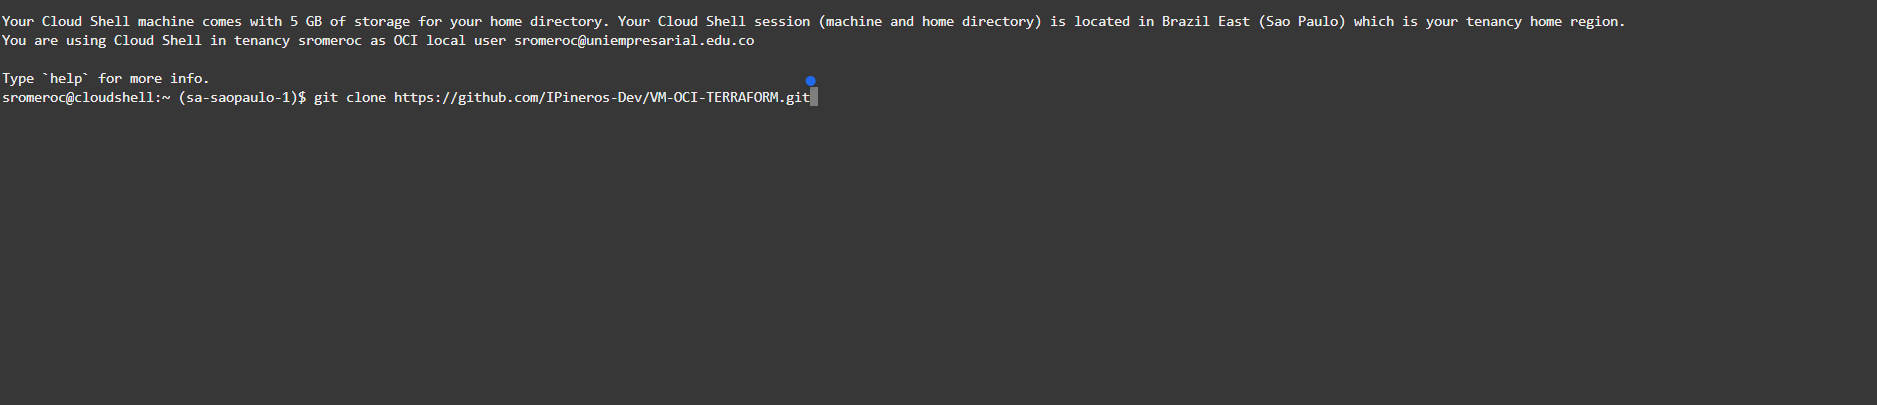 Your Cloud Shell machine comes with 5 GB of storage for your home directory. Your Cloud Shell session (machine and home directory) is located in Brazil East (Sao Paulo) which is your tenancy home region.
You are using Cloud Shell in tenancy sromeroc as OCI local user sromeroc@uniempresarial.edu.co
Type `help` for more info.
sromeroc@cloudshell:~ (sa-saopaulo-1)$ git clone https://github.com/IPineros-Dev/VM-OCI-TERRAFORM.git